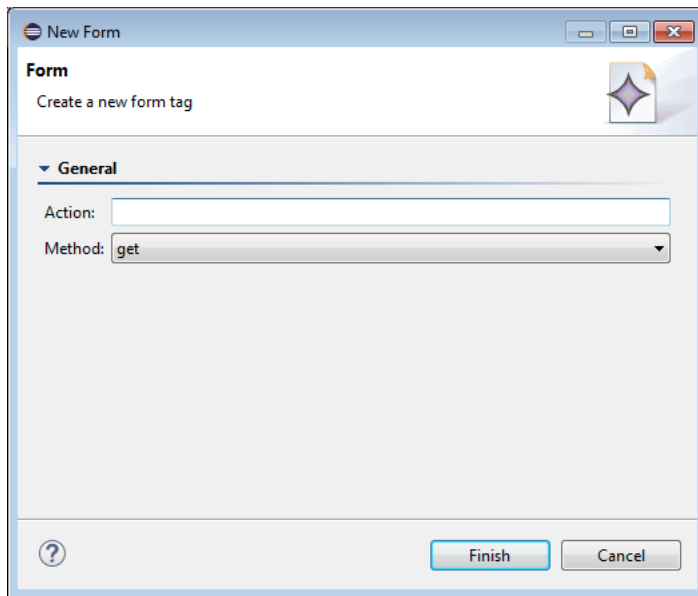 New Form
Form
Create a new form tag
General
Action:
Method: get
?
Finish Cancel